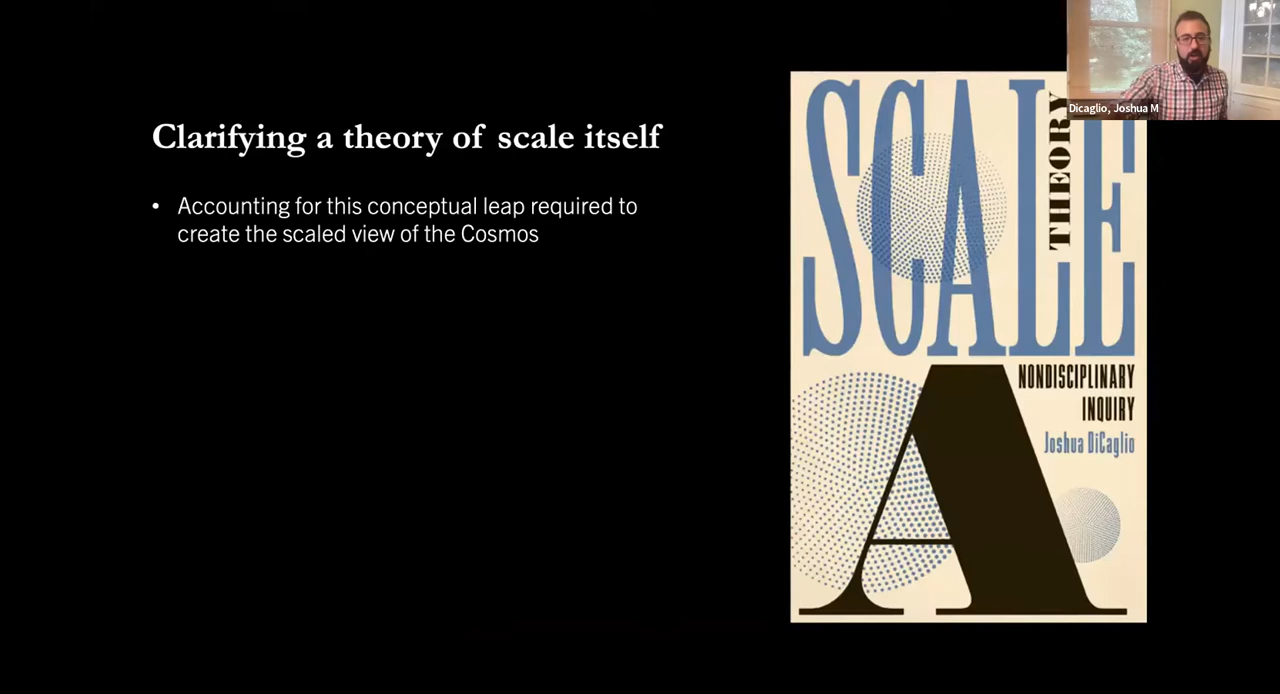 Clarifying a theory of scale itself
• Accounting for this conceptual leap required to
create the scaled view of the Cosmos
SCALE
THEORY
A
NONDISCIPLINARY
INQUIRY
Joshua DiCaglio
Dicaglio, Joshua M